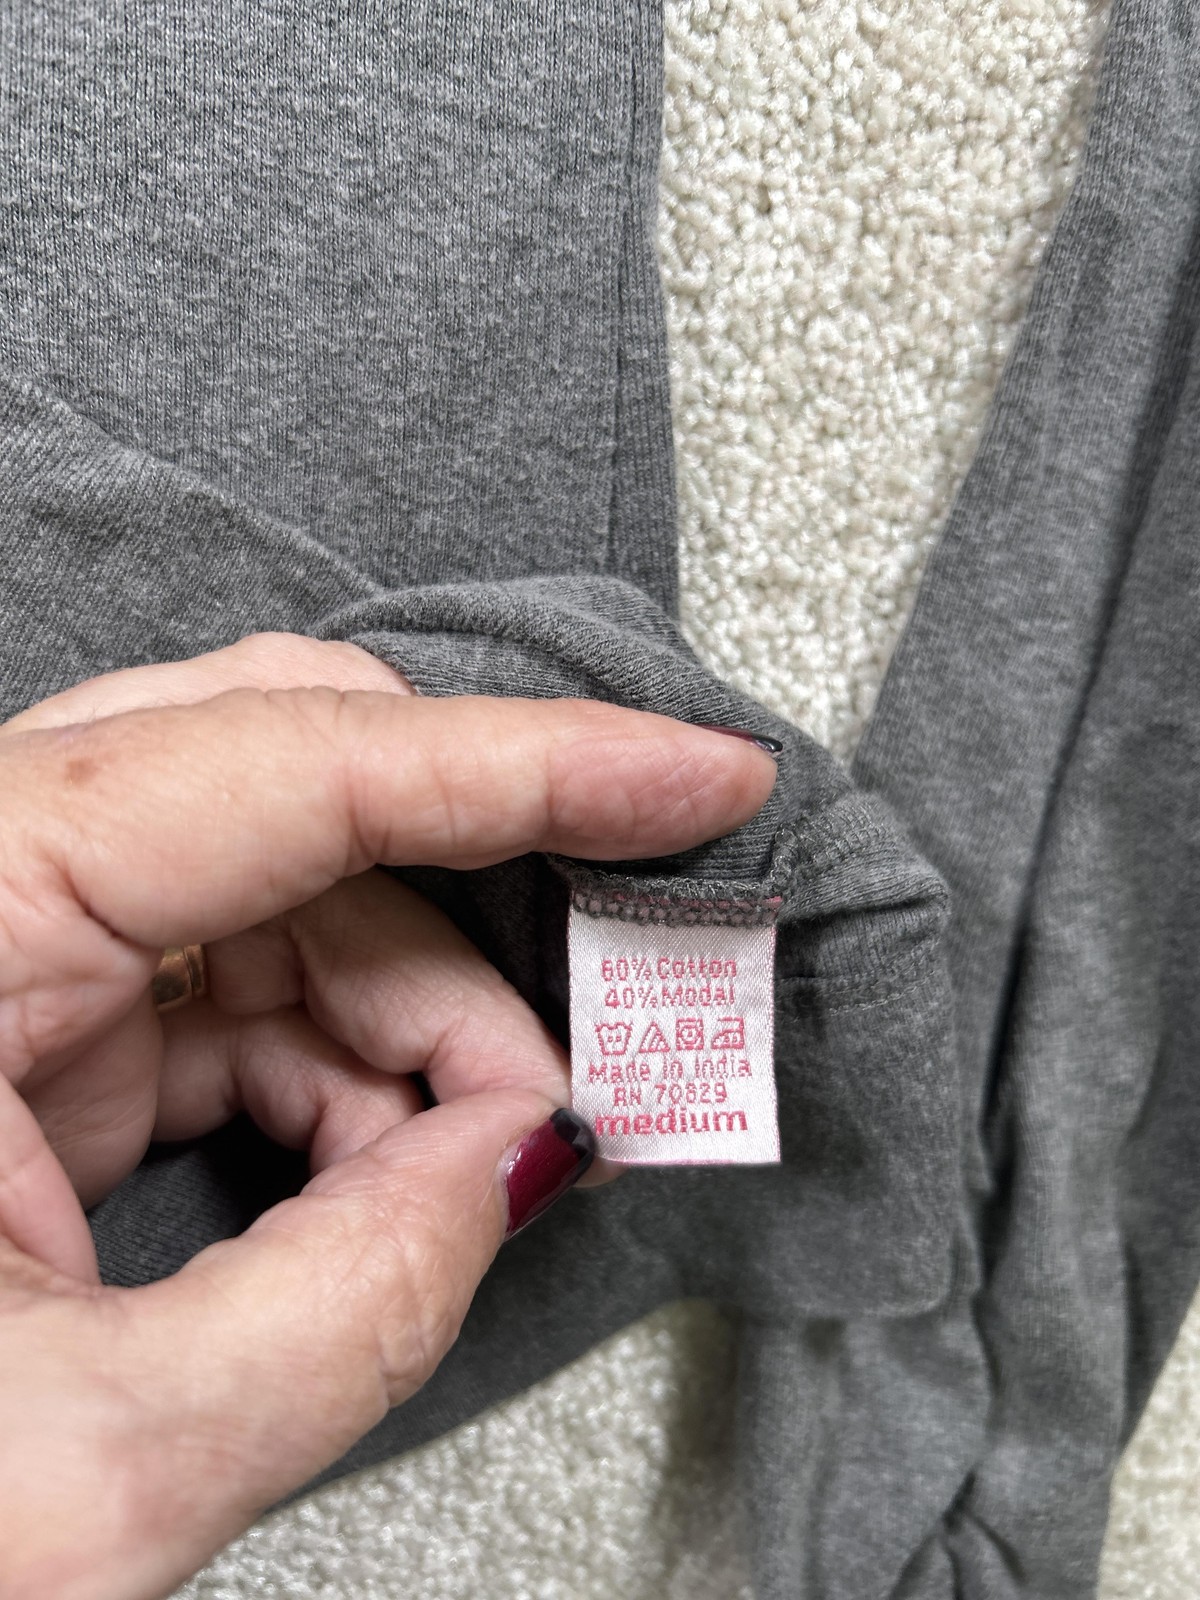 60% Cotton
40% Modal
Made in India
RN 70829
medium